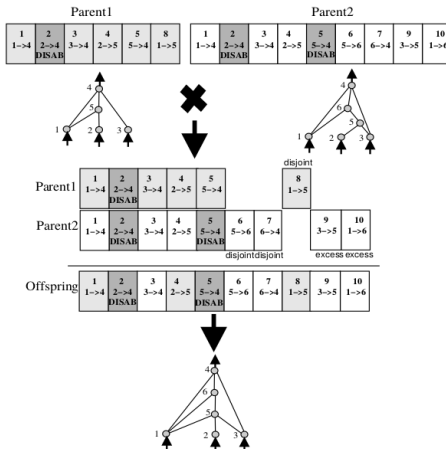 Parent1 Parent2
1 2 3 4 5 8 1 2 3 4 5 6 7 9 10
1->4 2->4 3->4 2->5 5->4 1->5 1->4 2->4 3->4 2->5 5->4 5->6 6->4 3->5 1->6
DISAB DISAB DISAB
4 4
5 6 5
1 2 3 1 2 3
disjoint
Parent1 1 2 3 4 5 8
1->4 2->4 3->4 2->5 5->4 1->5
DISAB
Parent2 1 2 3 4 5 6 7 9 10
1->4 2->4 3->4 2->5 5->4 5->6 6->4 3->5 1->6
DISAB DISAB
disjoint disjoint excess excess
Offspring 1 2 3 4 5 6 7 8 9 10
1->4 2->4 3->4 2->5 5->4 5->6 6->4 1->5 3->5 1->6
DISAB DISAB
4
6
5
1 2 3